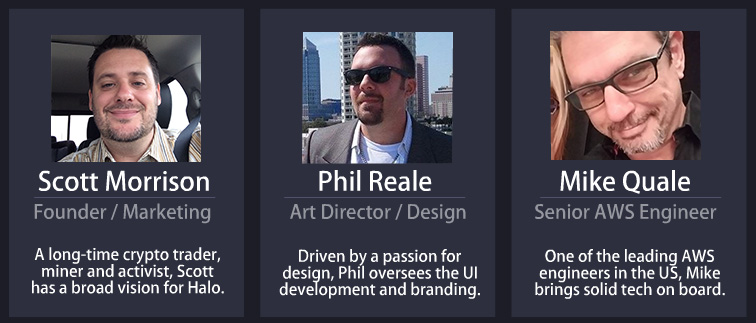 Scott Morrison
Founder / Marketing
A long-time crypto trader,
miner and activist, Scott
has a broad vision for Halo.
Phil Reale
Art Director / Design
Driven by a passion for
design, Phil oversees the UI
development and branding.
Mike Quale
Senior AWS Engineer
One of the leading AWS
engineers in the US, Mike
brings solid tech on board.